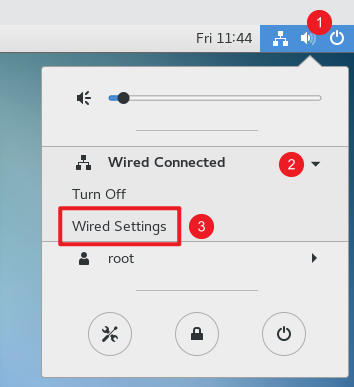 1
Fri 11:44
Wired Connected
2
Turn Off
Wired Settings
3
root